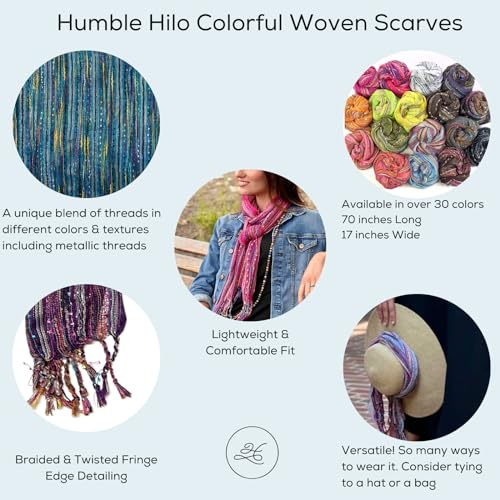 Humble Hilo Colorful Woven Scarves
A unique blend of threads in
different colors & textures
including metallic threads
Available in over 30 colors
70 inches Long
17 inches Wide
Lightweight &
Comfortable Fit
Braided & Twisted Fringe
Edge Detailing
Versatile! So many ways
to wear it. Consider tying
to a hat or a bag